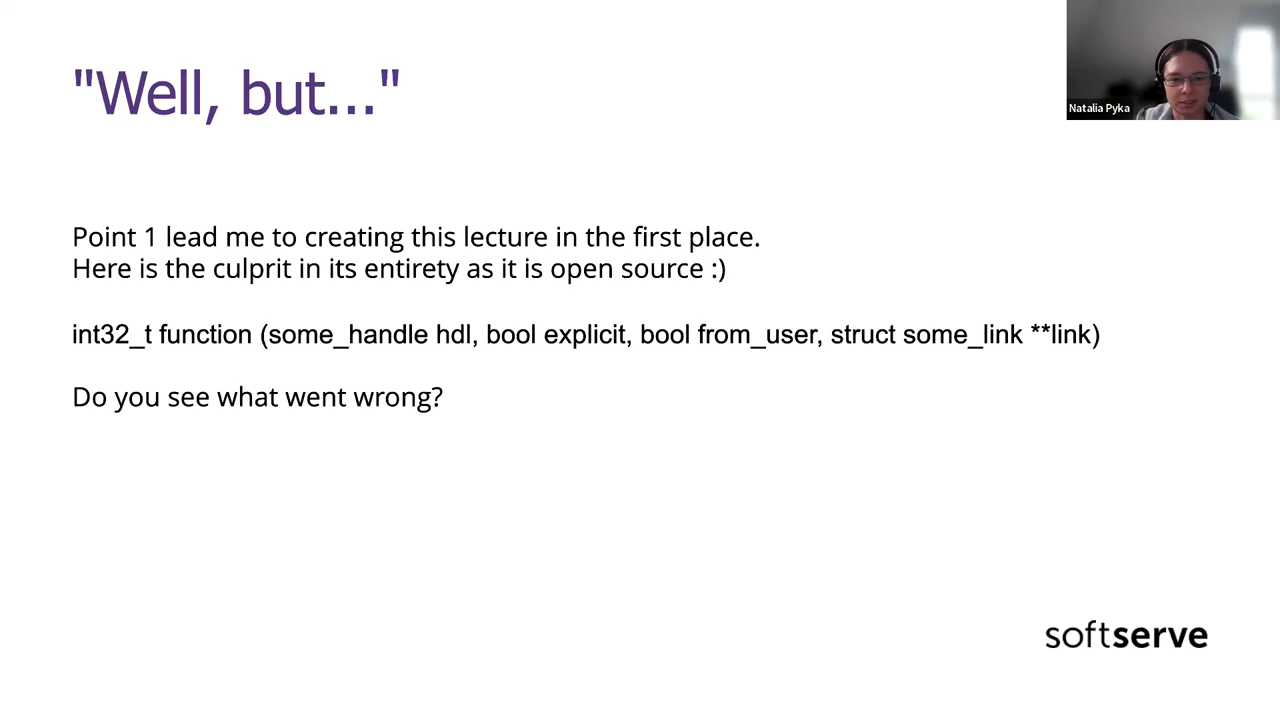 "Well, but..."
Natalia Pyka
Point 1 lead me to creating this lecture in the first place.
Here is the culprit in its entirety as it is open source :)
int32_t function (some_handle hdl, bool explicit, bool from_user, struct some_link **link)
Do you see what went wrong?
softserve